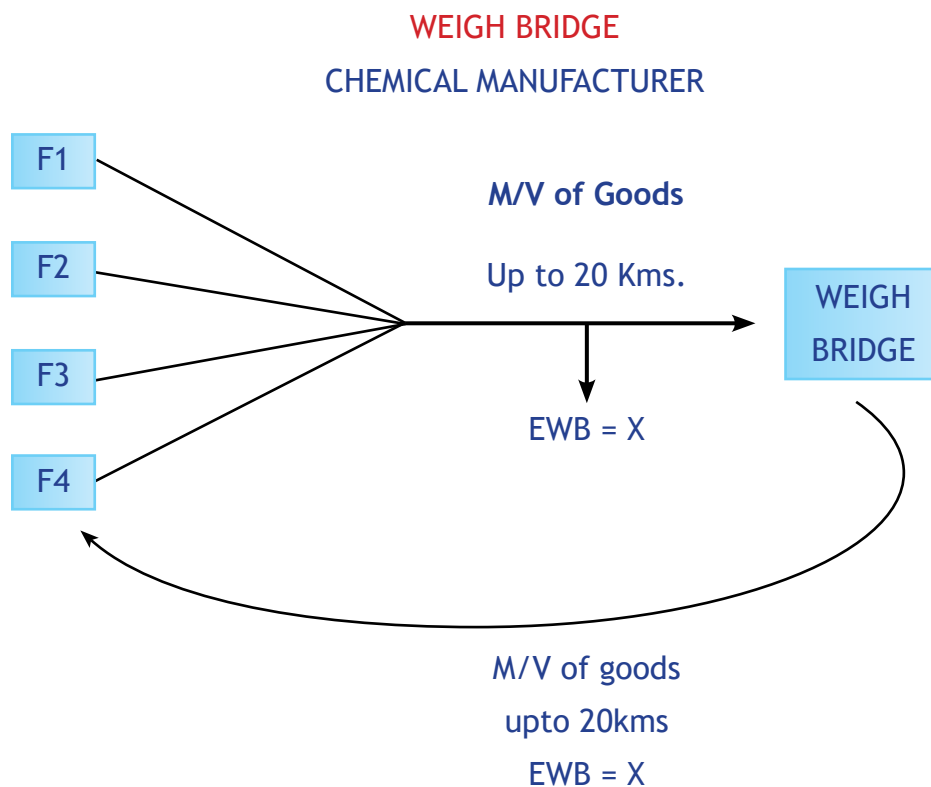 WEIGH BRIDGE
CHEMICAL MANUFACTURER
F1
F2
F3
F4
M/V of Goods
Up to 20 Kms.
EWB = X
WEIGH
BRIDGE
M/V of goods
upto 20kms
EWB = X